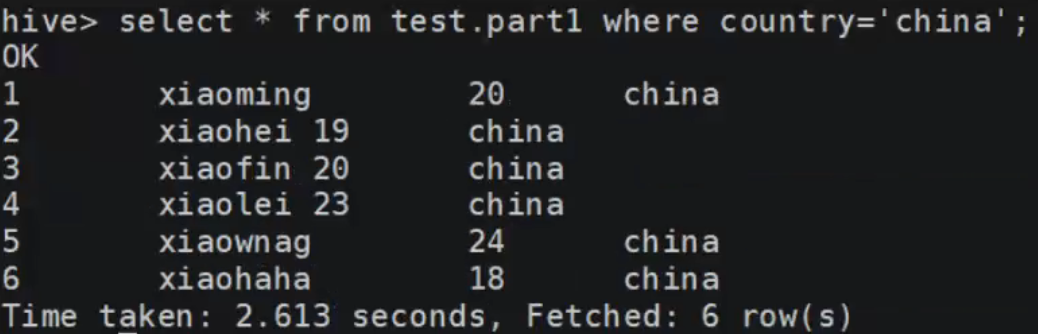 hive> select * from test.part1 where country='china';
OK
1 xiaoming 20 china
2 xiaohei 19 china
3 xiaofin 20 china
4 xiaolei 23 china
5 xiaownag 24 china
6 xiaohaha 18 china
Time taken: 2.613 seconds, Fetched: 6 row(s)